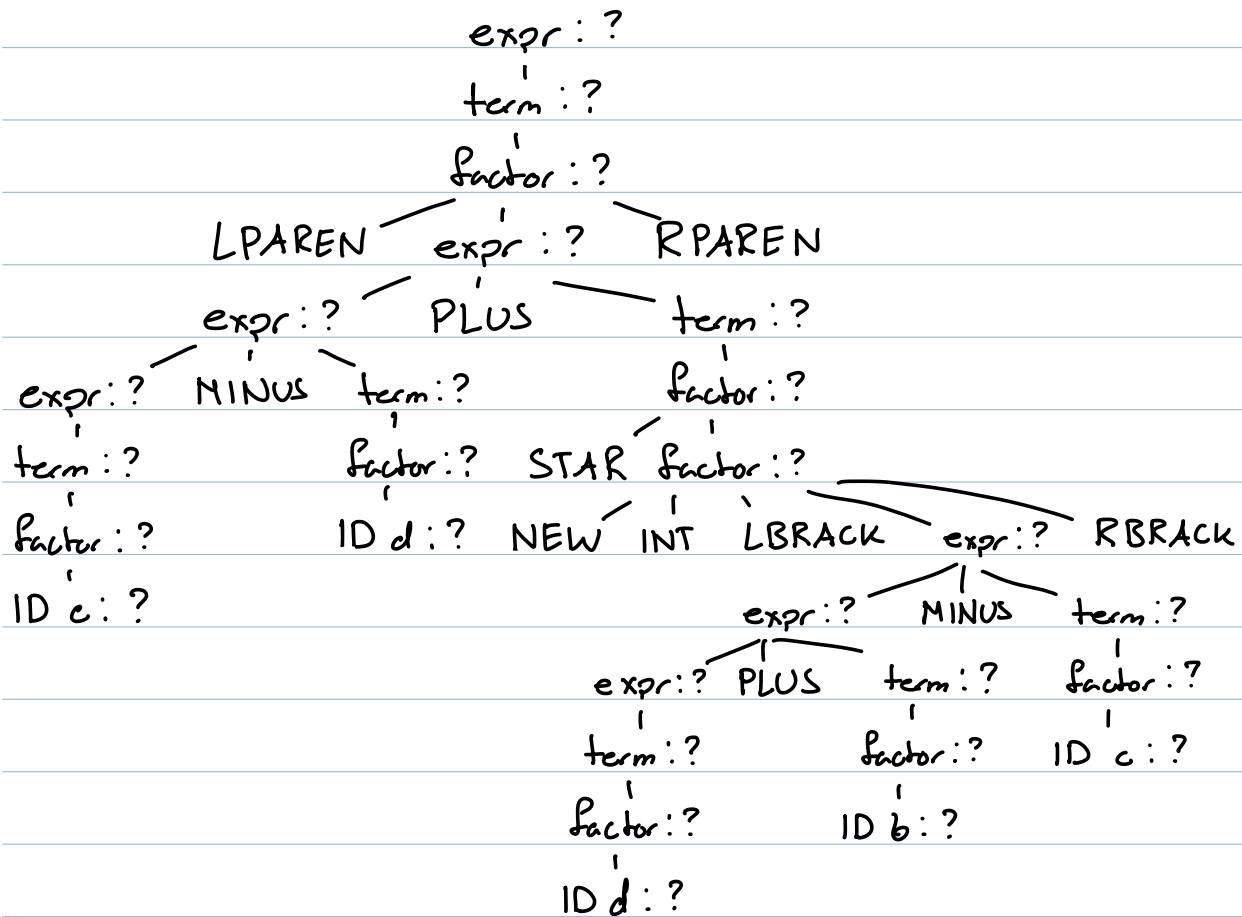 expr : ?
term : ?
factor : ?
LPAREN expr : ? RPAREN
expr : ? PLUS term : ?
expr : ? MINUS term : ? factor : ?
term : ? factor : ? STAR factor : ?
factor : ? ID d : ? NEW INT LBRACK expr : ? RBRACK
ID c : ? expr : ? MINUS term : ?
expr : ? PLUS term : ? factor : ?
term : ? factor : ? ID c : ?
factor : ? ID b : ?
ID d : ?